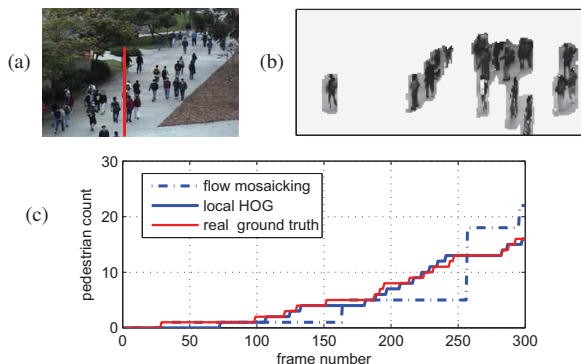 (a)
(b)
(c)
flow mosaicking
local HOG
real ground truth
pedestrian count
30
20
10
0
0 50 100 150 200 250 300
frame number